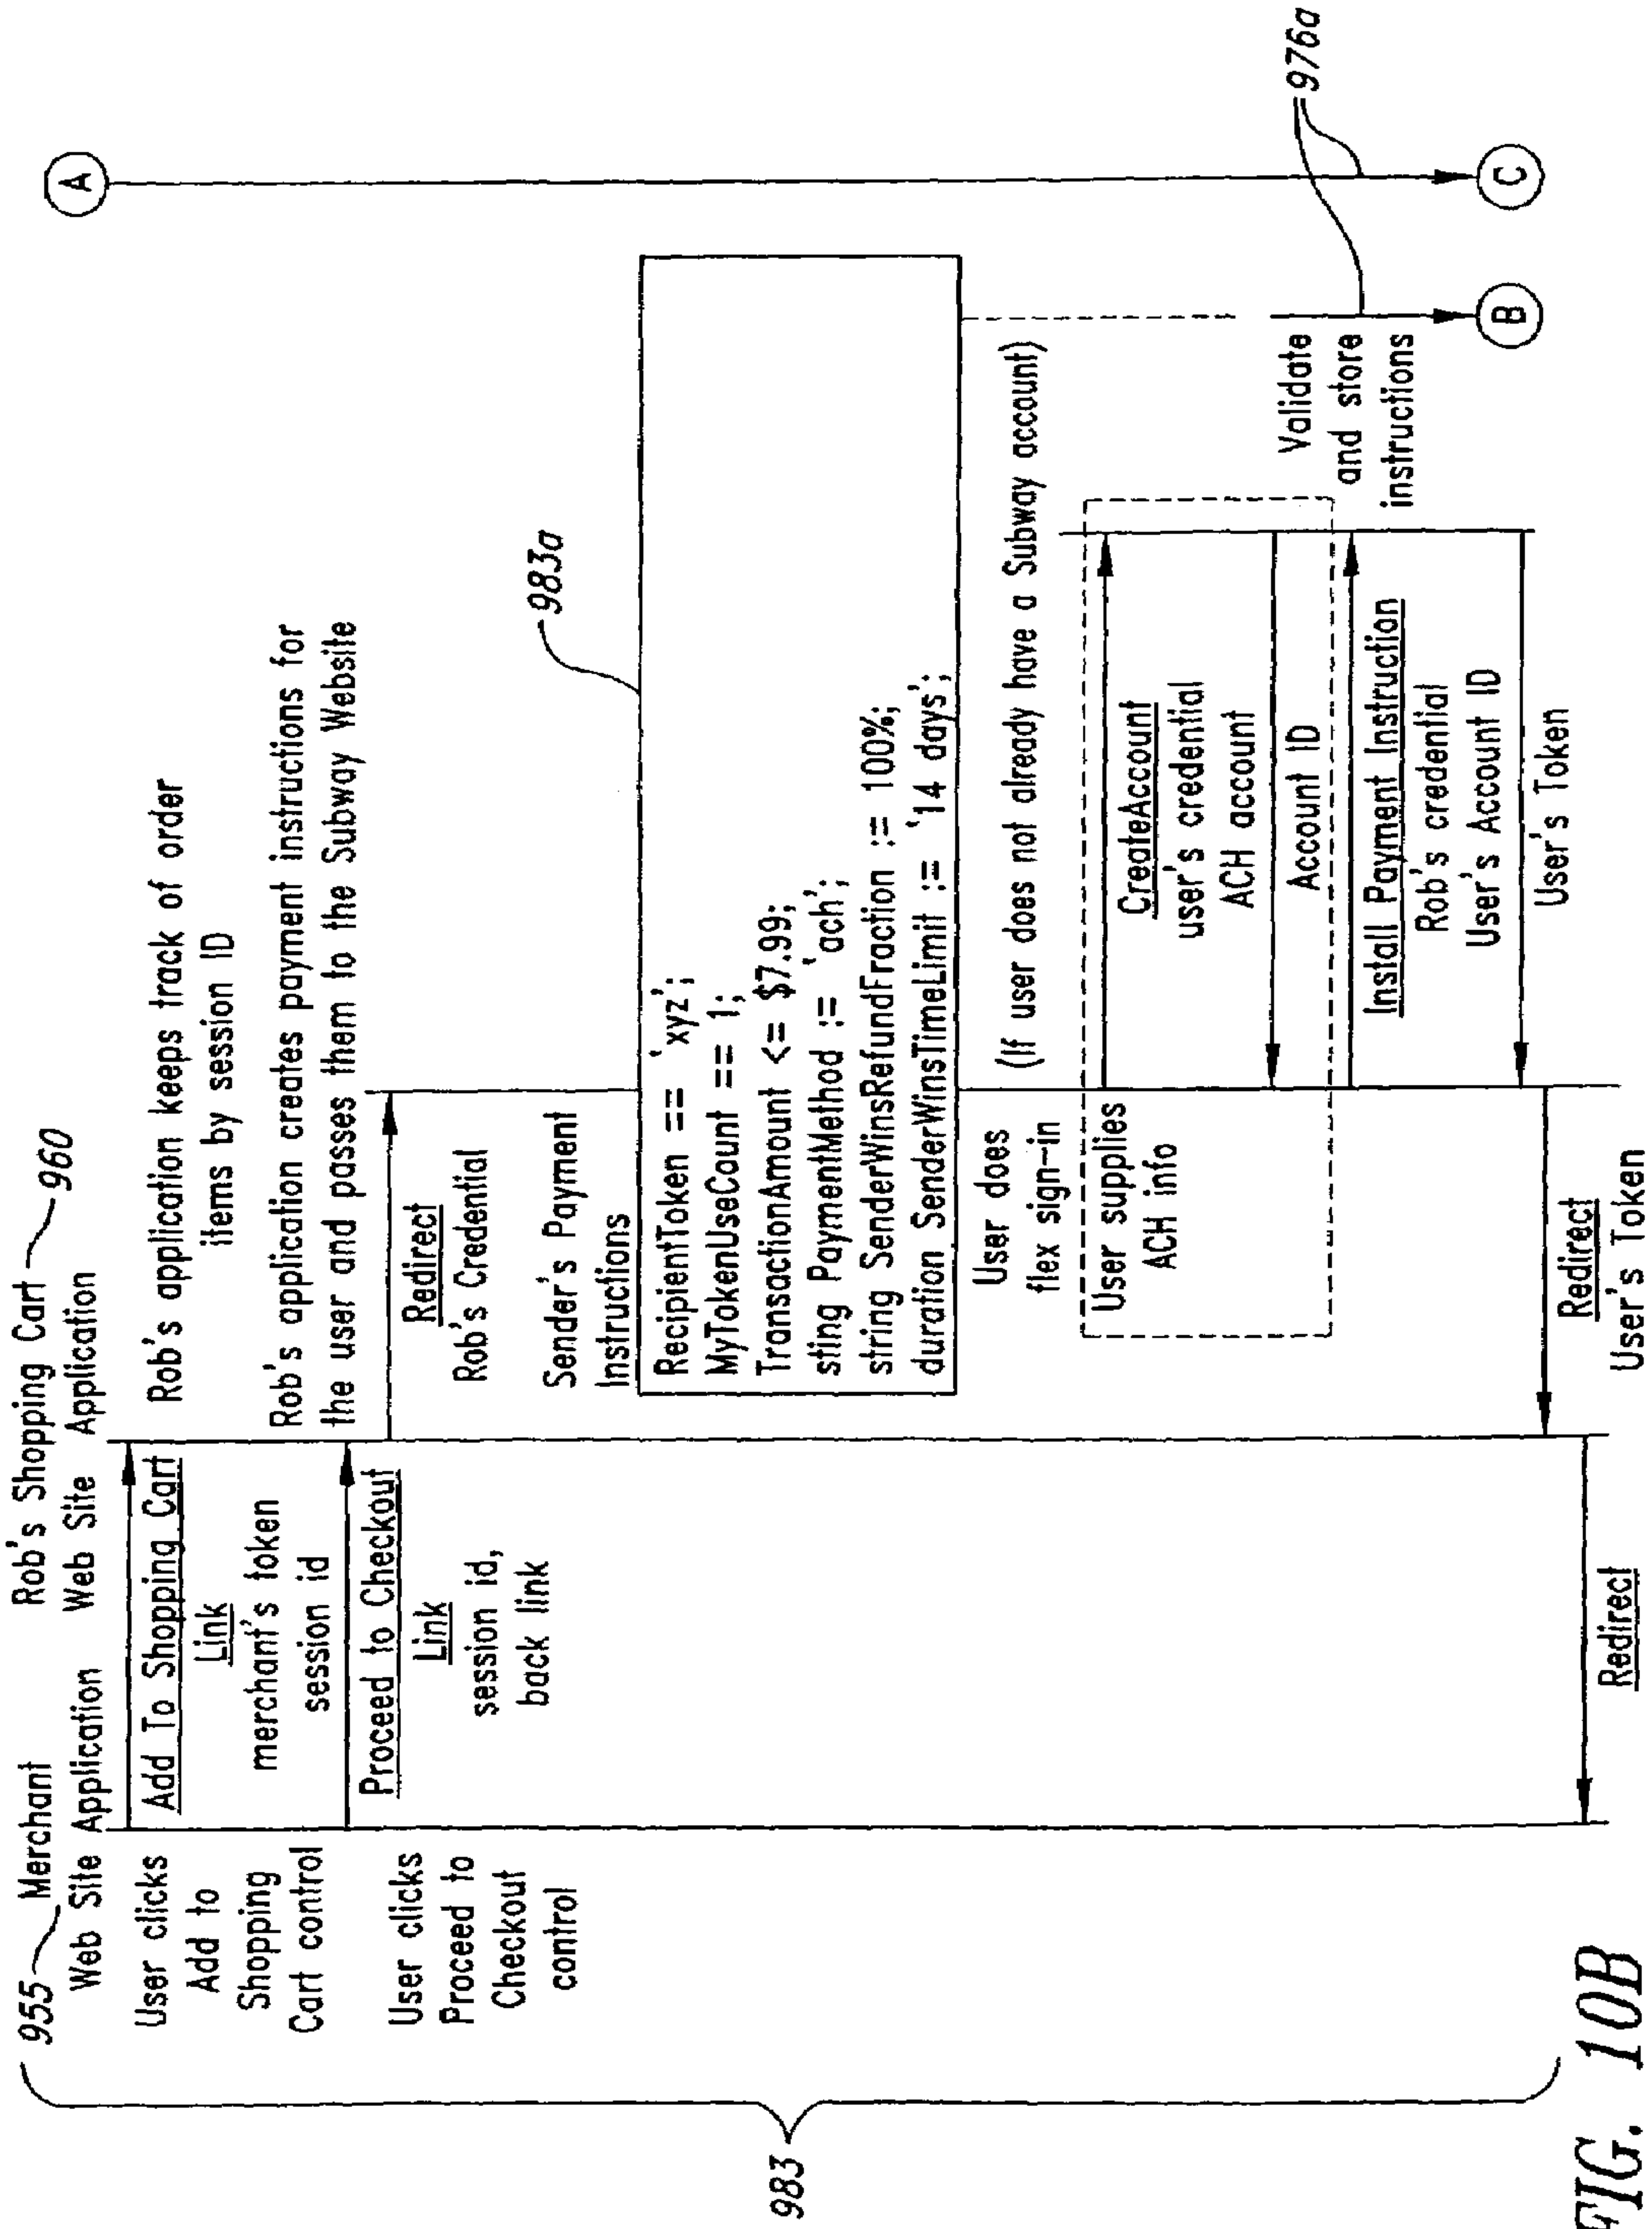 955 Merchant
Web Site Application
Rob's Shopping Cart 960
Web Site Application
A
User clicks
Add to
Shopping
Cart control
Add To Shopping Cart
Link
merchant's token
session id
Rob's application keeps track of order
items by session ID
Rob's application creates payment instructions for
the user and passes them to the Subway Website
User clicks
Proceed to
Checkout
control
Proceed to Checkout
Link
session id,
back link
Redirect
Rob's Credential
Sender's Payment
Instructions
983a
RecipientToken == 'xyz';
MyTokenUseCount == 1;
TransactionAmount <= $7.99;
sting PaymentMethod := 'ach';
string SenderWinsRefundFraction := 100%;
duration SenderWinsTimeLimit := '14 days';
User does
flex sign-in
(If user does not already have a Subway account)
User supplies
ACH info
CreateAccount
user's credential
ACH account
Account ID
Install Payment Instruction
Rob's credential
User's Account ID
User's Token
Validate
and store
instructions
976a
B
C
Redirect
User's Token
Redirect
983
FIG. 10B